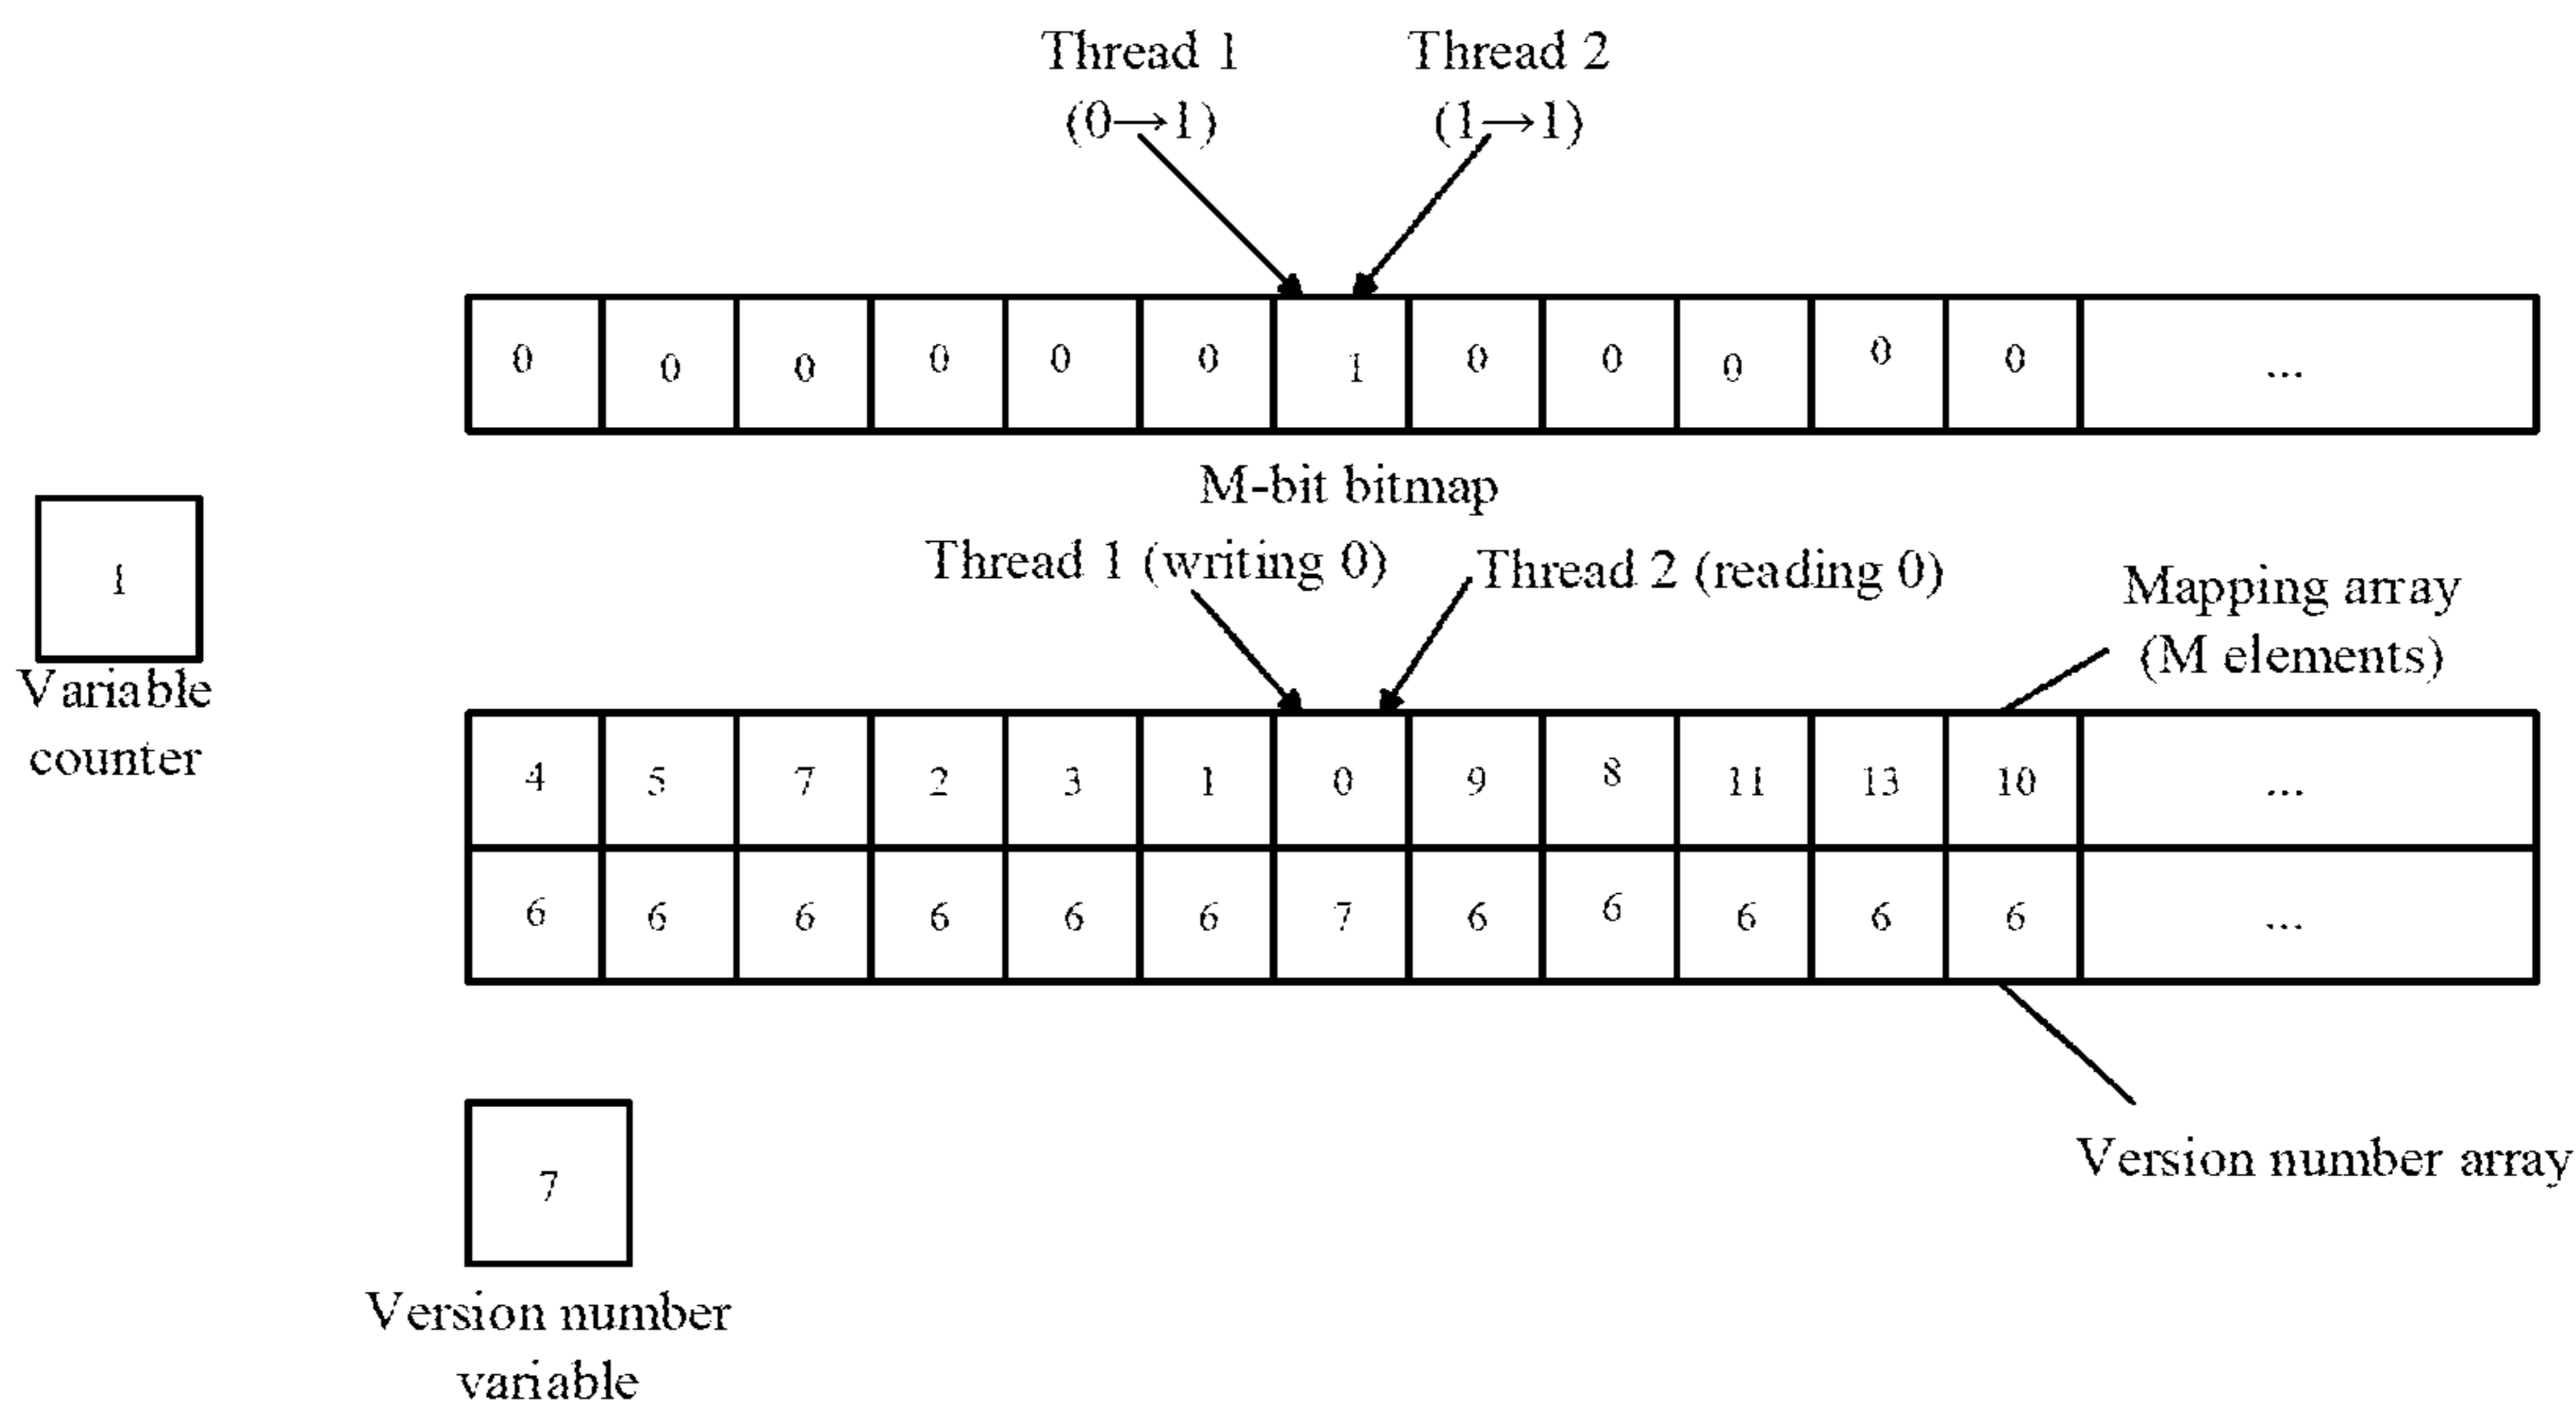 Thread 1
(0→1)
Thread 2
(1→1)
0 0 0 0 0 0 1 0 0 0 0 0 ...
M-bit bitmap
1
Variable
counter
Thread 1 (writing 0)
Thread 2 (reading 0)
Mapping array
(M elements)
4 5 7 2 3 1 0 9 8 11 13 10 ...
6 6 6 6 6 6 7 6 6 6 6 6 ...
Version number array
7
Version number
variable